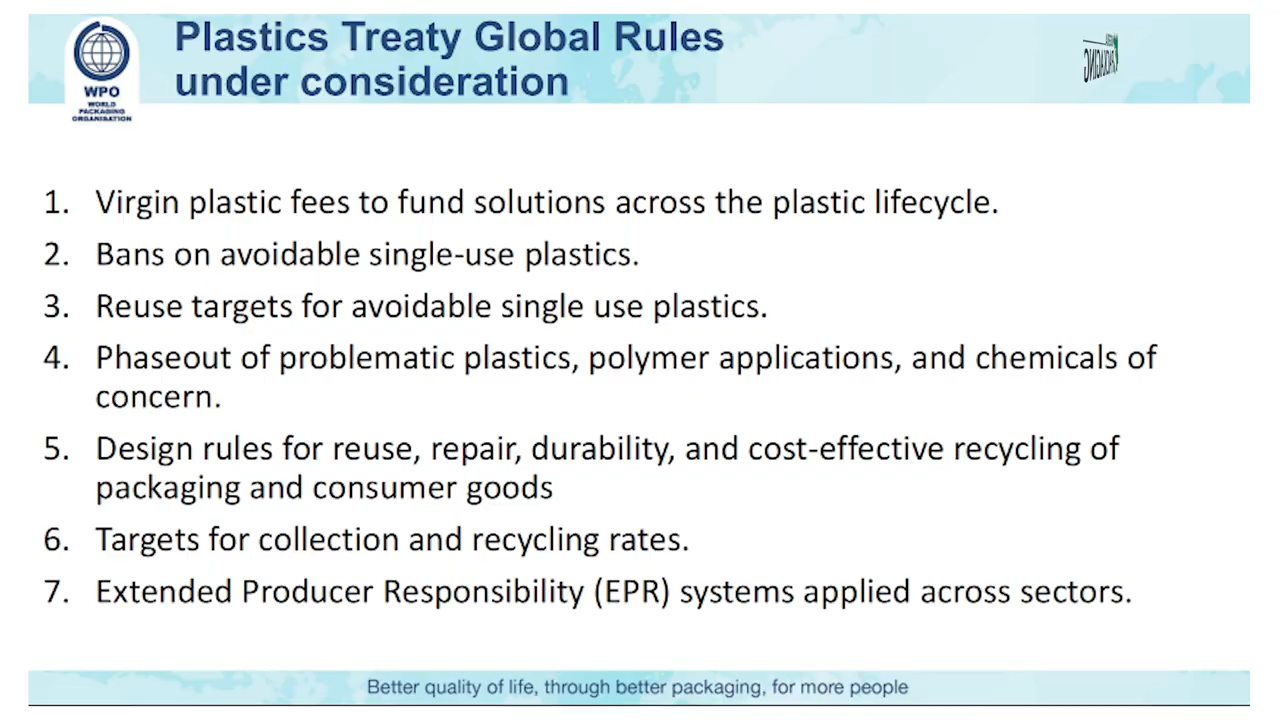 Plastics Treaty Global Rules
under consideration
WPO
WORLD
PACKAGING
ORGANISATION
1. Virgin plastic fees to fund solutions across the plastic lifecycle.
2. Bans on avoidable single-use plastics.
3. Reuse targets for avoidable single use plastics.
4. Phaseout of problematic plastics, polymer applications, and chemicals of
concern.
5. Design rules for reuse, repair, durability, and cost-effective recycling of
packaging and consumer goods
6. Targets for collection and recycling rates.
7. Extended Producer Responsibility (EPR) systems applied across sectors.
Better quality of life, through better packaging, for more people